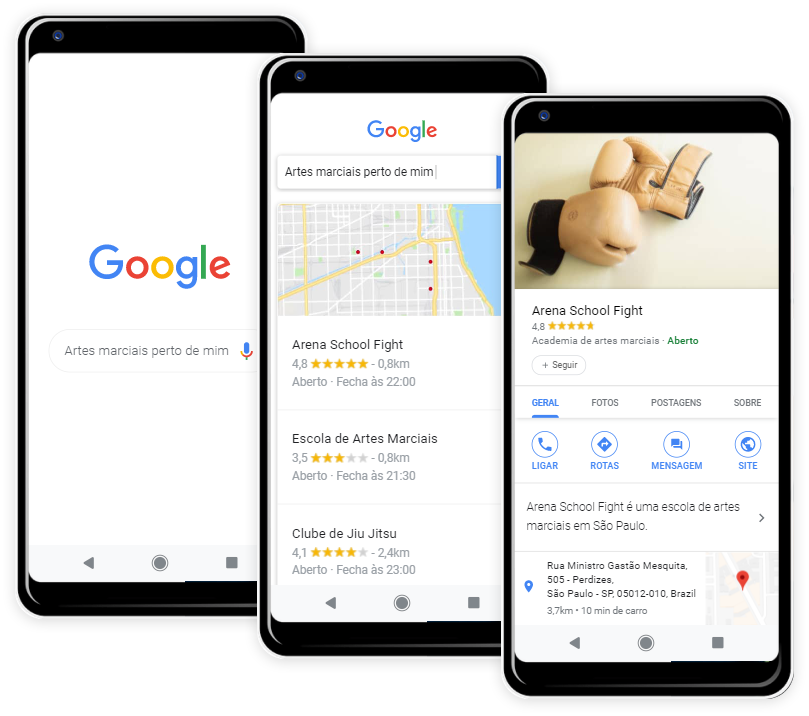 Google
Artes marciais perto de mim
Google
Artes marciais perto de mim
Arena School Fight
4,8 ★★★★★ - 0,8km
Aberto · Fecha às 22:00
Escola de Artes Marciais
3,5 ★★★★★ - 0,8km
Aberto · Fecha às 21:30
Clube de Jiu Jitsu
4,1 ★★★★★ - 2,4km
Aberto · Fecha às 23:00
Arena School Fight
4,8 ★★★★★
Academia de artes marciais · Aberto
+ Seguir
GERAL FOTOS POSTAGENS SOBRE
LIGAR ROTAS MENSAGEM SITE
Arena School Fight é uma escola de artes
marciais em São Paulo.
Rua Ministro Gastão Mesquita,
505 - Perdizes,
São Paulo - SP, 05012-010, Brazil
3,7km • 10 min de carro